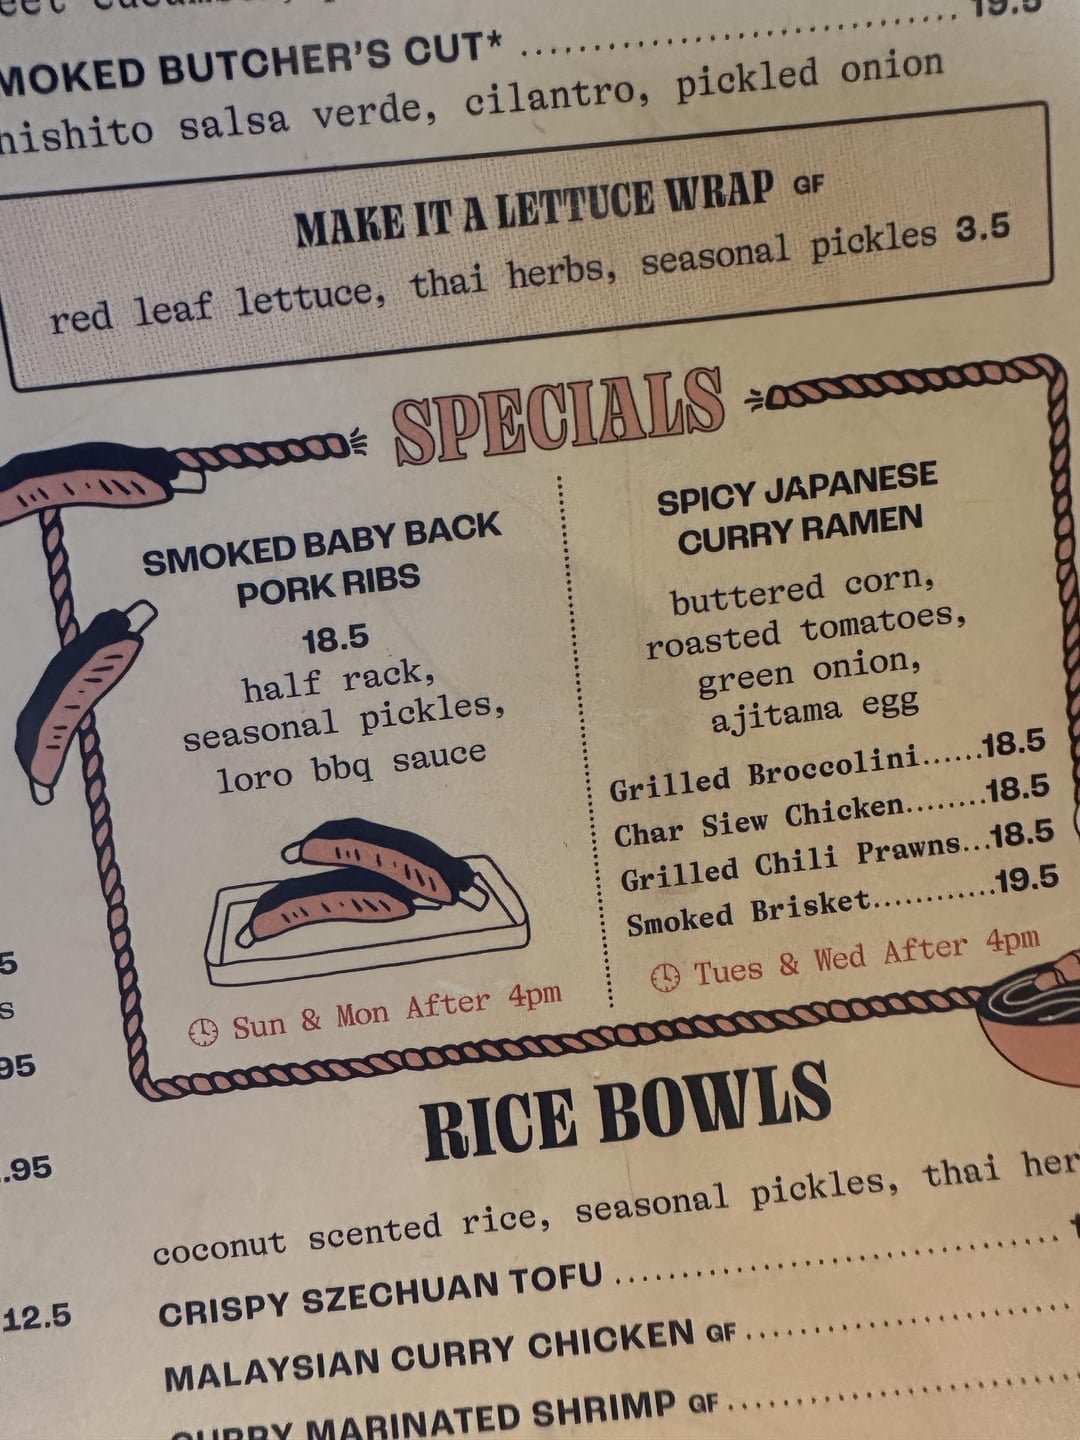 MOKED BUTCHER'S CUT* ................................ 19.5
hishito salsa verde, cilantro, pickled onion
MAKE IT A LETTUCE WRAP GF
red leaf lettuce, thai herbs, seasonal pickles 3.5
SPECIALS
SMOKED BABY BACK
PORK RIBS
18.5
half rack,
seasonal pickles,
loro bbq sauce
Sun & Mon After 4pm
SPICY JAPANESE
CURRY RAMEN
buttered corn,
roasted tomatoes,
green onion,
ajitama egg
Grilled Broccolini......18.5
Char Siew Chicken........18.5
Grilled Chili Prawns...18.5
Smoked Brisket............19.5
Tues & Wed After 4pm
5
s
95
.95
12.5
RICE BOWLS
coconut scented rice, seasonal pickles, thai her
CRISPY SZECHUAN TOFU ................................
MALAYSIAN CURRY CHICKEN GF ........................
CURRY MARINATED SHRIMP GF ........................